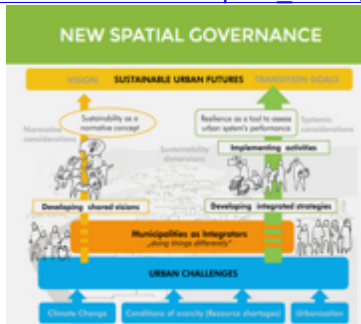 NEW SPATIAL GOVERNANCE
VISION SUSTAINABLE URBAN FUTURES TRANSITION GOALS
Sustainability as a
normative concept
Resilience as a tool to assess
urban system's performance
Normative
considerations
Systemic
considerations
Sustainability
dimensions
Implementing activities
Developing shared visions
Developing integrated strategies
Municipalities as Integrators
„doing things differently"
URBAN CHALLENGES
Climate Change
Conditions of scarcity (Resource shortages)
Urbanisation